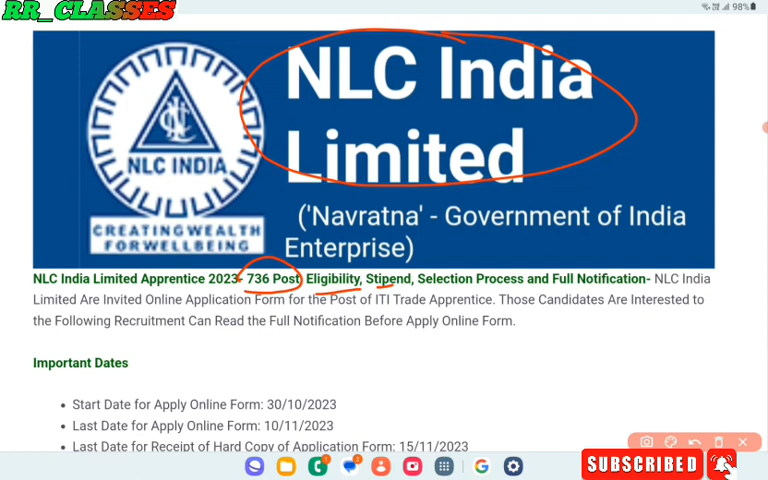 RR_CLASSES
98%
NLC India
Limited
NLC INDIA
('Navratna' - Government of India
CREATINGWEALTH
FORWELLBEING
Enterprise)
NLC India Limited Apprentice 2023- 736 Post, Eligibility, Stipend, Selection Process and Full Notification- NLC India
Limited Are Invited Online Application Form for the Post of ITI Trade Apprentice. Those Candidates Are Interested to
the Following Recruitment Can Read the Full Notification Before Apply Online Form.
Important Dates
• Start Date for Apply Online Form: 30/10/2023
• Last Date for Apply Online Form: 10/11/2023
• Last Date for Receipt of Hard Copy of Application Form: 15/11/2023
SUBSCRIBED